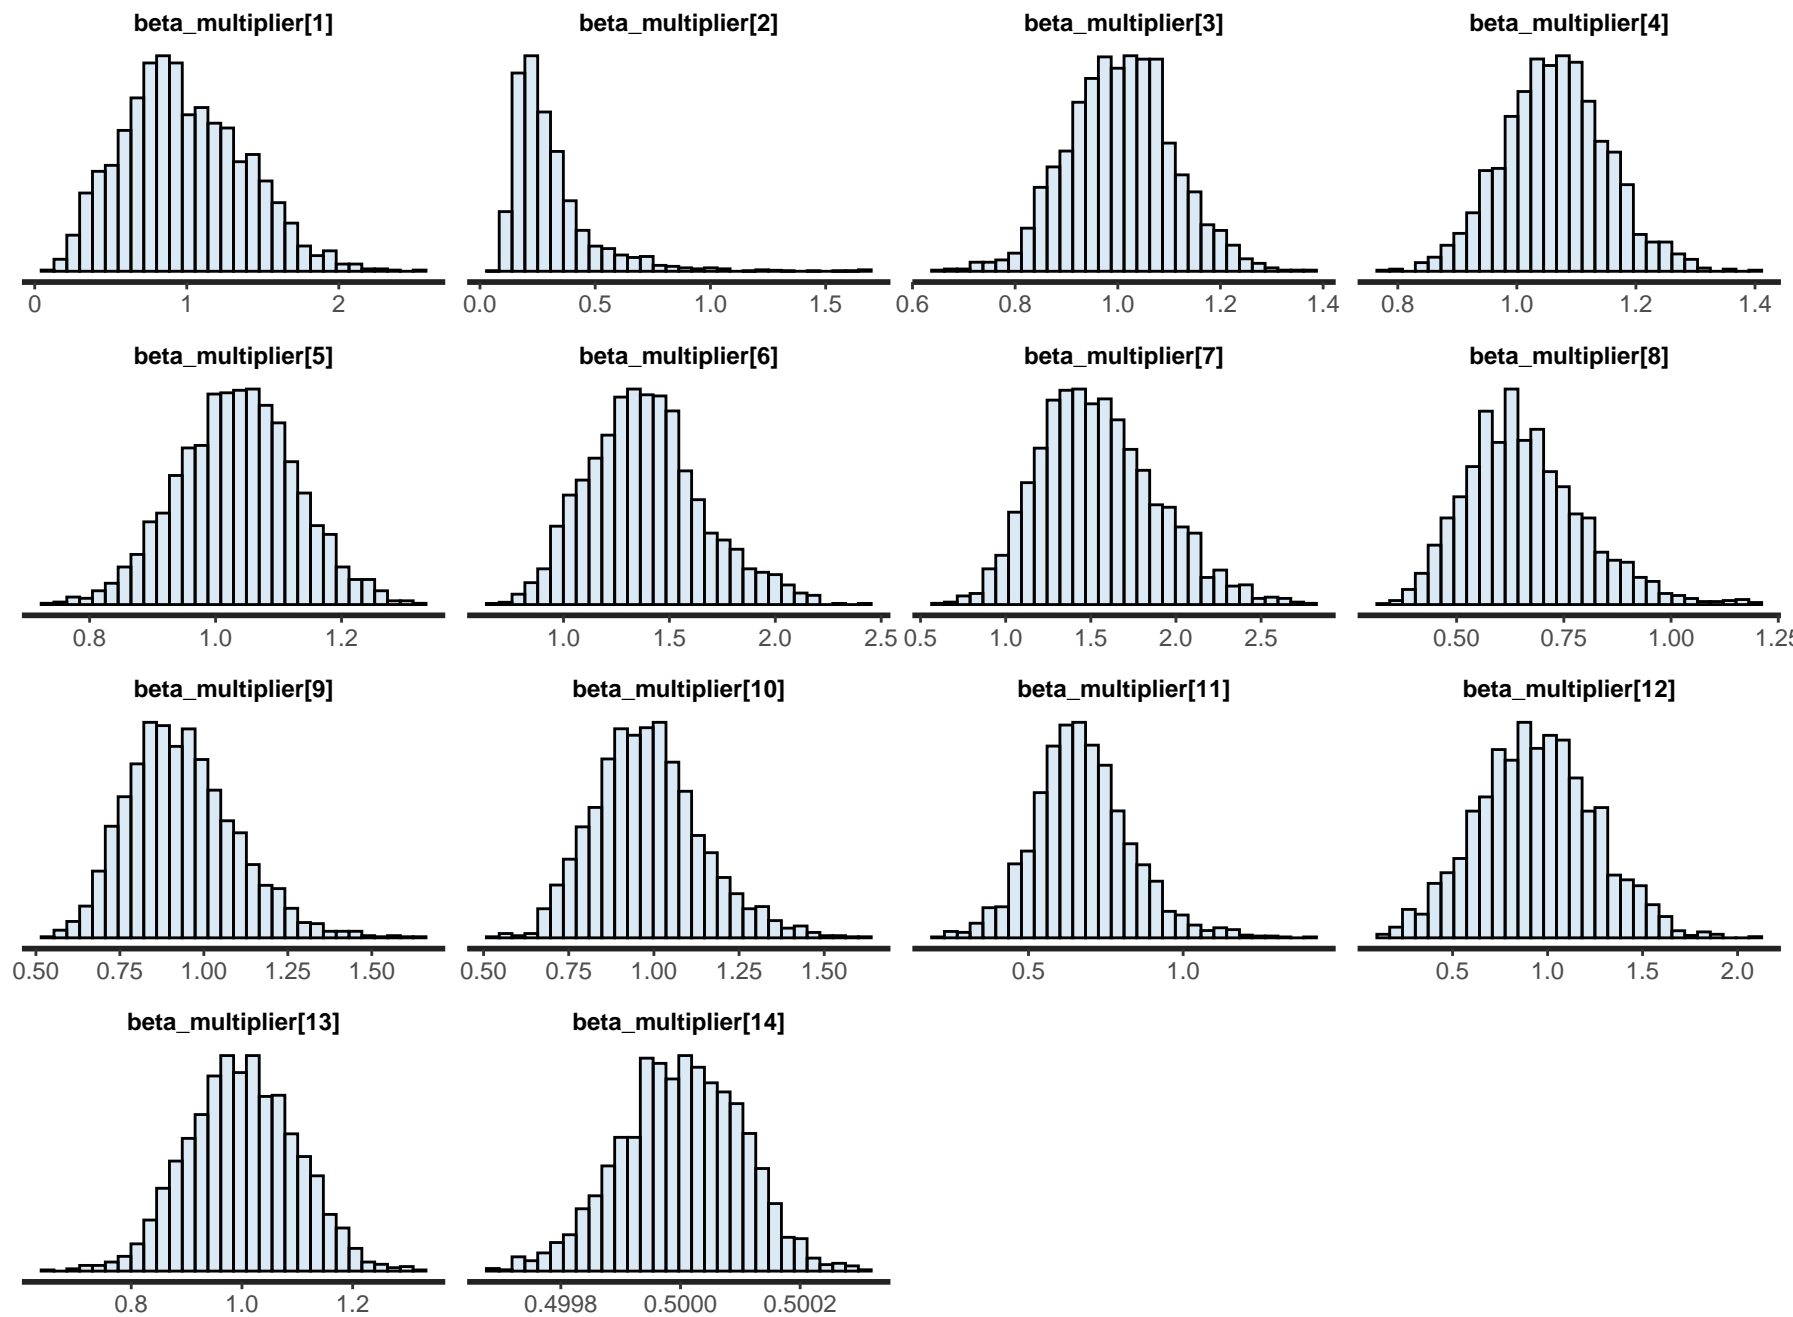 beta_multiplier[1] beta_multiplier[2] beta_multiplier[3] beta_multiplier[4]
0 1 2 0.0 0.5 1.0 1.5 0.6 0.8 1.0 1.2 1.4 0.8 1.0 1.2 1.4
beta_multiplier[5] beta_multiplier[6] beta_multiplier[7] beta_multiplier[8]
0.8 1.0 1.2 1.0 1.5 2.0 2.5 0.5 1.0 1.5 2.0 2.5 0.50 0.75 1.00 1.25
beta_multiplier[9] beta_multiplier[10] beta_multiplier[11] beta_multiplier[12]
0.50 0.75 1.00 1.25 1.50 0.50 0.75 1.00 1.25 1.50 0.5 1.0 0.5 1.0 1.5 2.0
beta_multiplier[13] beta_multiplier[14]
0.8 1.0 1.2 0.4998 0.5000 0.5002